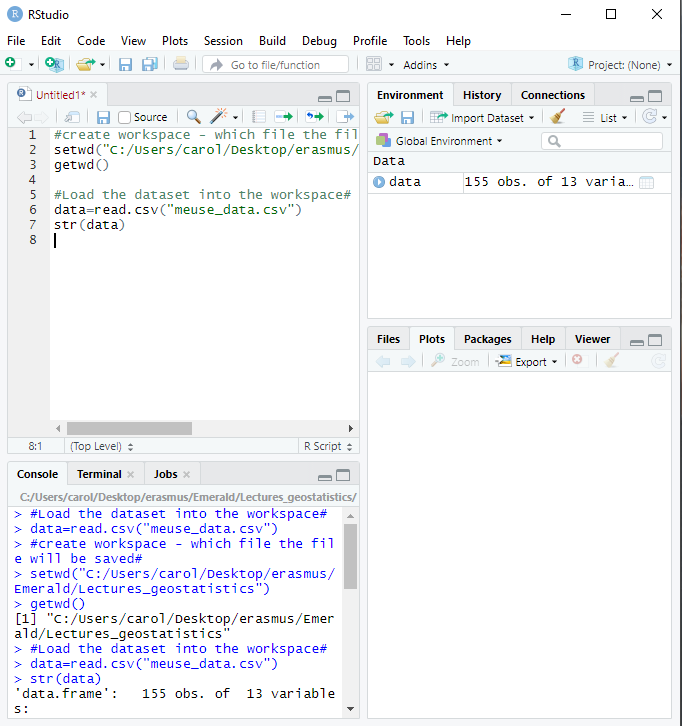 RStudio
File Edit Code View Plots Session Build Debug Profile Tools Help
Go to file/function Addins Project: (None)
Untitled1*
Source
1 #create workspace - which file the fil
2 setwd("C:/Users/carol/Desktop/erasmus/
3 getwd()
4
5 #Load the dataset into the workspace#
6 data=read.csv("meuse_data.csv")
7 str(data)
8
8:1 (Top Level) R Script
Console Terminal Jobs
C:/Users/carol/Desktop/erasmus/Emerald/Lectures_geostatistics/
> #Load the dataset into the workspace#
> data=read.csv("meuse_data.csv")
> #create workspace - which file the fil
e will be saved#
> setwd("C:/Users/carol/Desktop/erasmus/
Emerald/Lectures_geostatistics")
> getwd()
[1] "C:/Users/carol/Desktop/erasmus/Emer
ald/Lectures_geostatistics"
> #Load the dataset into the workspace#
> data=read.csv("meuse_data.csv")
> str(data)
'data.frame': 155 obs. of 13 variable
s:
Environment History Connections
Import Dataset List
Global Environment
Data
data 155 obs. of 13 varia…
Files Plots Packages Help Viewer
Zoom Export